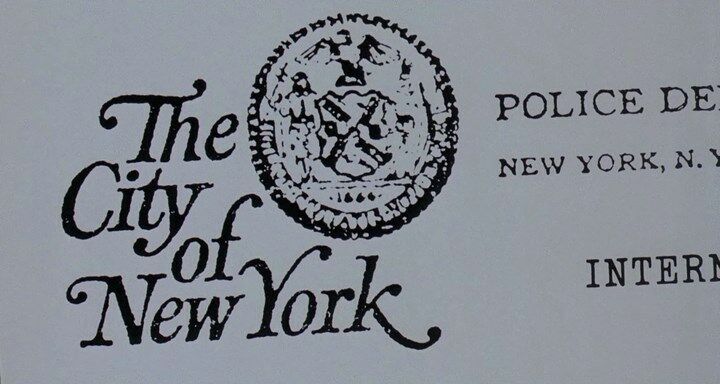 The
City
of
New York
POLICE DE
NEW YORK, N. Y
INTERN